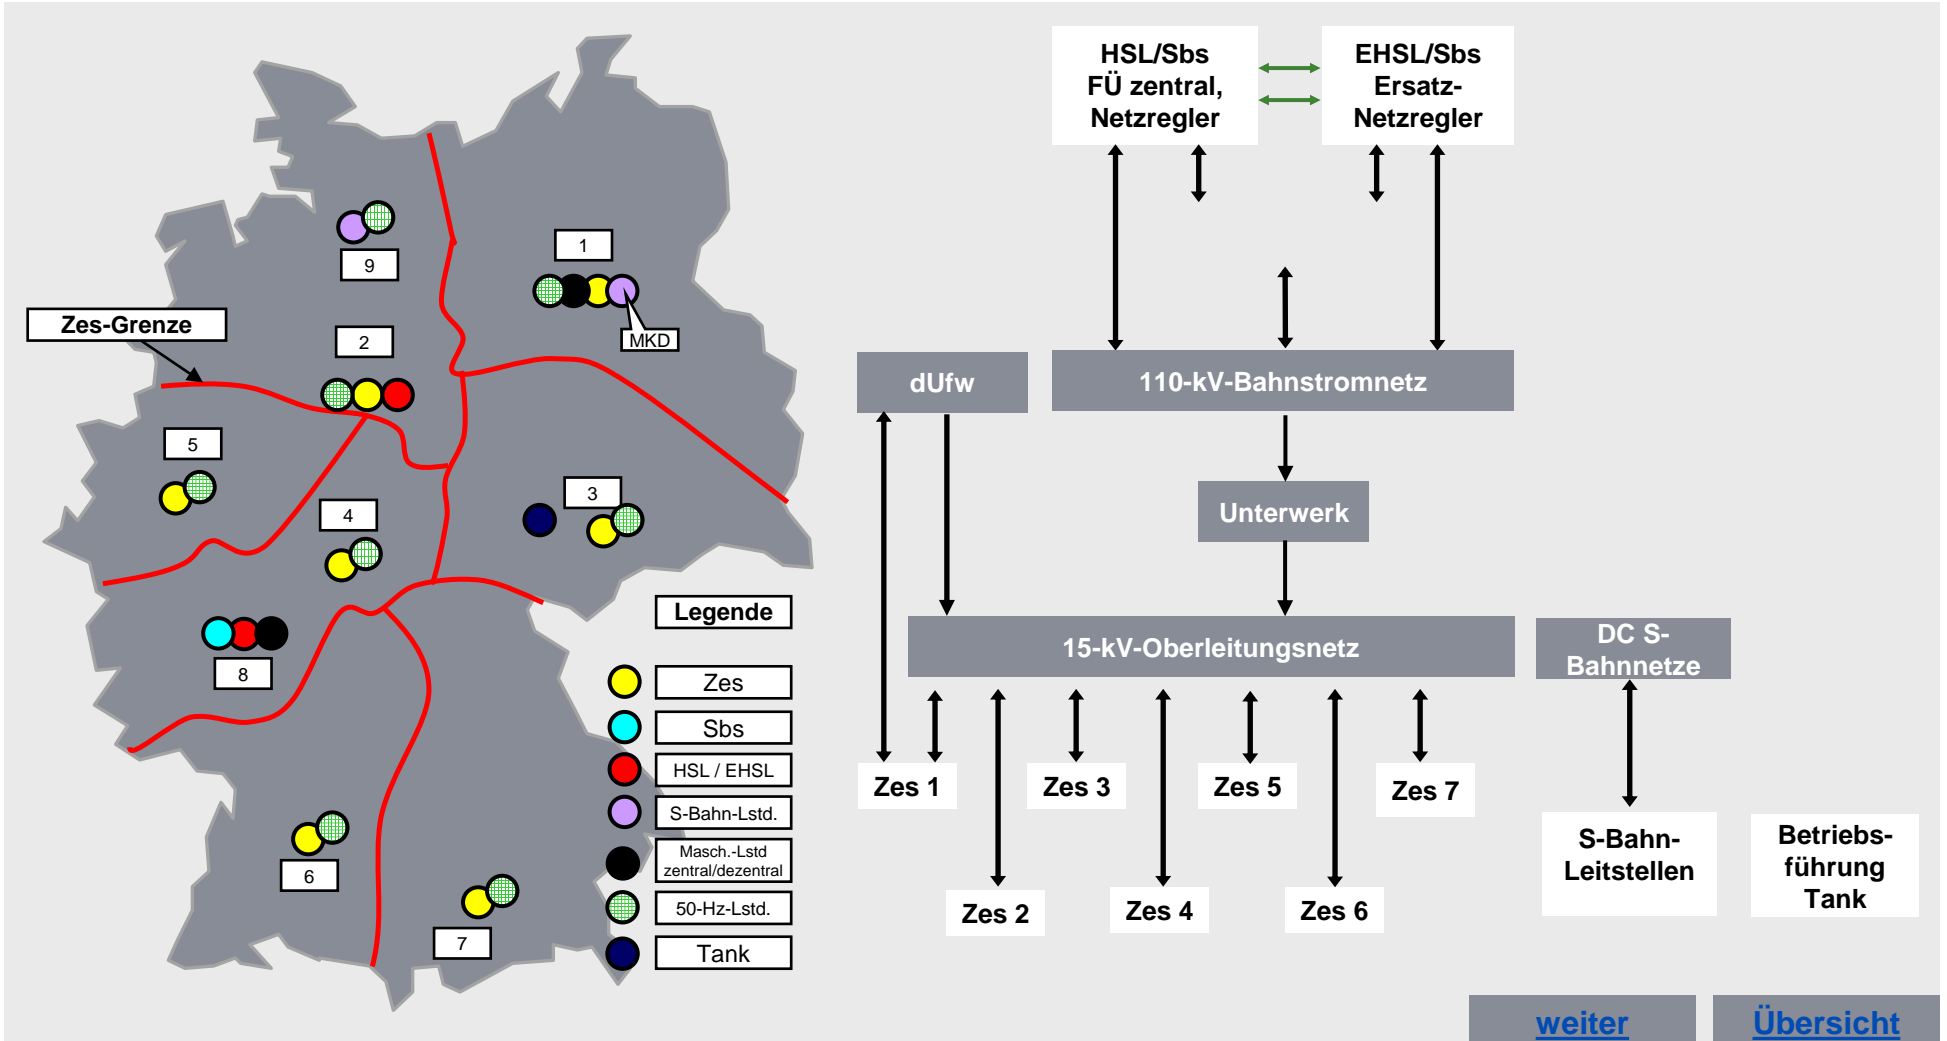 9
1
MKD
Zes-Grenze
2
5
4
3
8
6
7
Legende
Zes
Sbs
HSL / EHSL
S-Bahn-Lstd.
Masch.-Lstd
zentral/dezentral
50-Hz-Lstd.
Tank
HSL/Sbs
FÜ zentral,
Netzregler
EHSL/Sbs
Ersatz-
Netzregler
dUfw
110-kV-Bahnstromnetz
Unterwerk
15-kV-Oberleitungsnetz
DC S-
Bahnnetze
Zes 1
Zes 3
Zes 5
Zes 7
Zes 2
Zes 4
Zes 6
S-Bahn-
Leitstellen
Betriebs-
führung
Tank
weiter
Übersicht